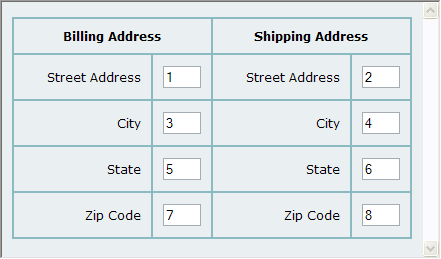 Billing Address Shipping Address
Street Address 1 Street Address 2
City 3 City 4
State 5 State 6
Zip Code 7 Zip Code 8